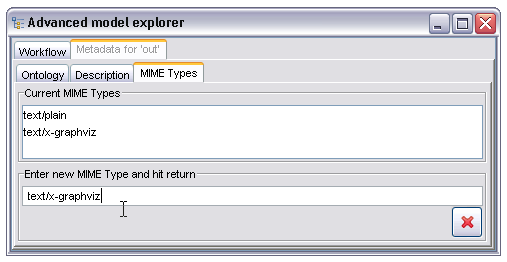 Advanced model explorer
Workflow Metadata for 'out'
Ontology Description MIME Types
Current MIME Types
text/plain
text/x-graphviz
Enter new MIME Type and hit return
text/x-graphviz